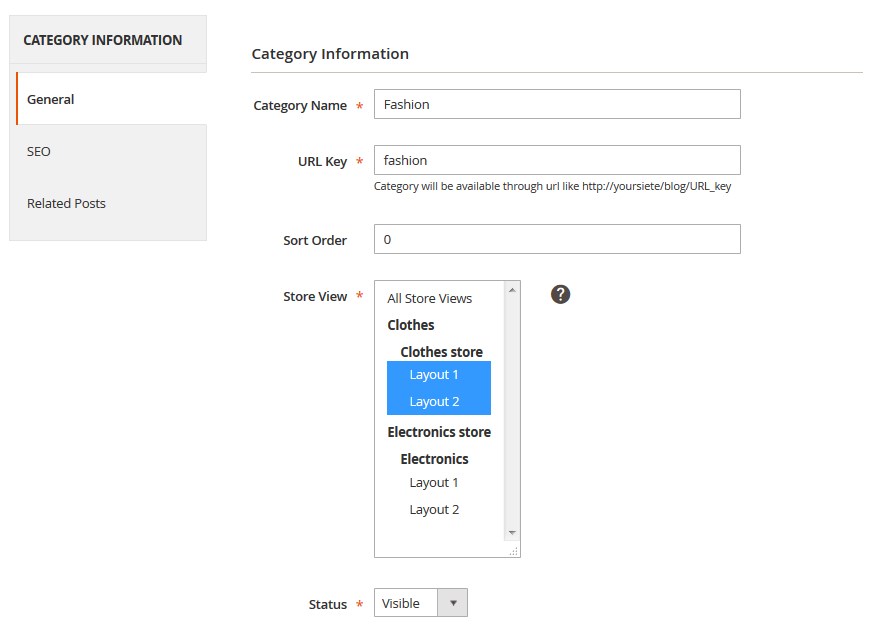 CATEGORY INFORMATION
General
SEO
Related Posts
Category Information
Category Name * Fashion
URL Key * fashion
Category will be available through url like http://yoursiete/blog/URL_key
Sort Order 0
Store View *
All Store Views
Clothes
Clothes store
Layout 1
Layout 2
Electronics store
Electronics
Layout 1
Layout 2
?
Status * Visible